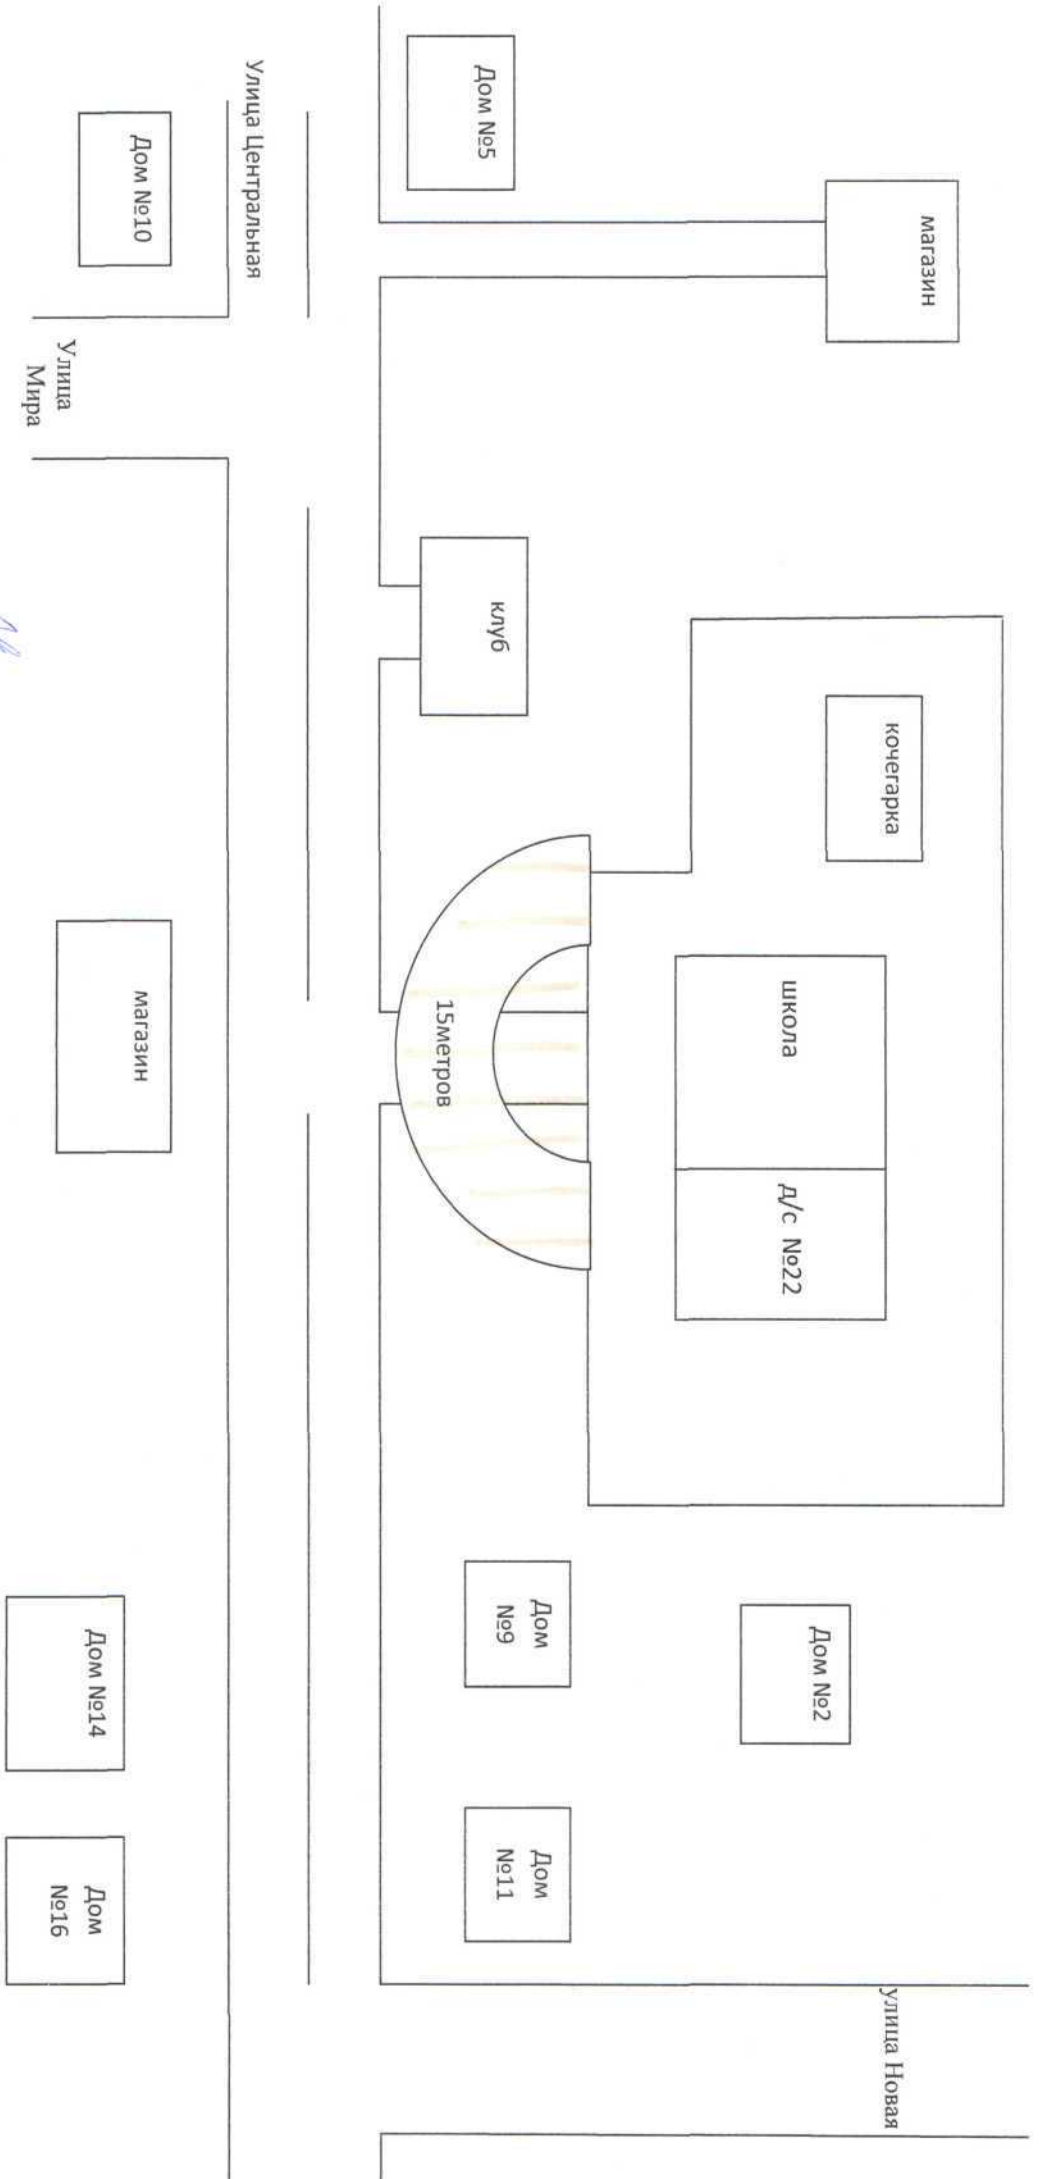 магазин
кочегарка
улица Новая
Дом №2
школа
д/с №22
Дом
№9
Дом
№11
клуб
Дом №5
15метров
Улица Центральная
Дом №10
магазин
Дом №14
Дом
№16
Улица
Мира